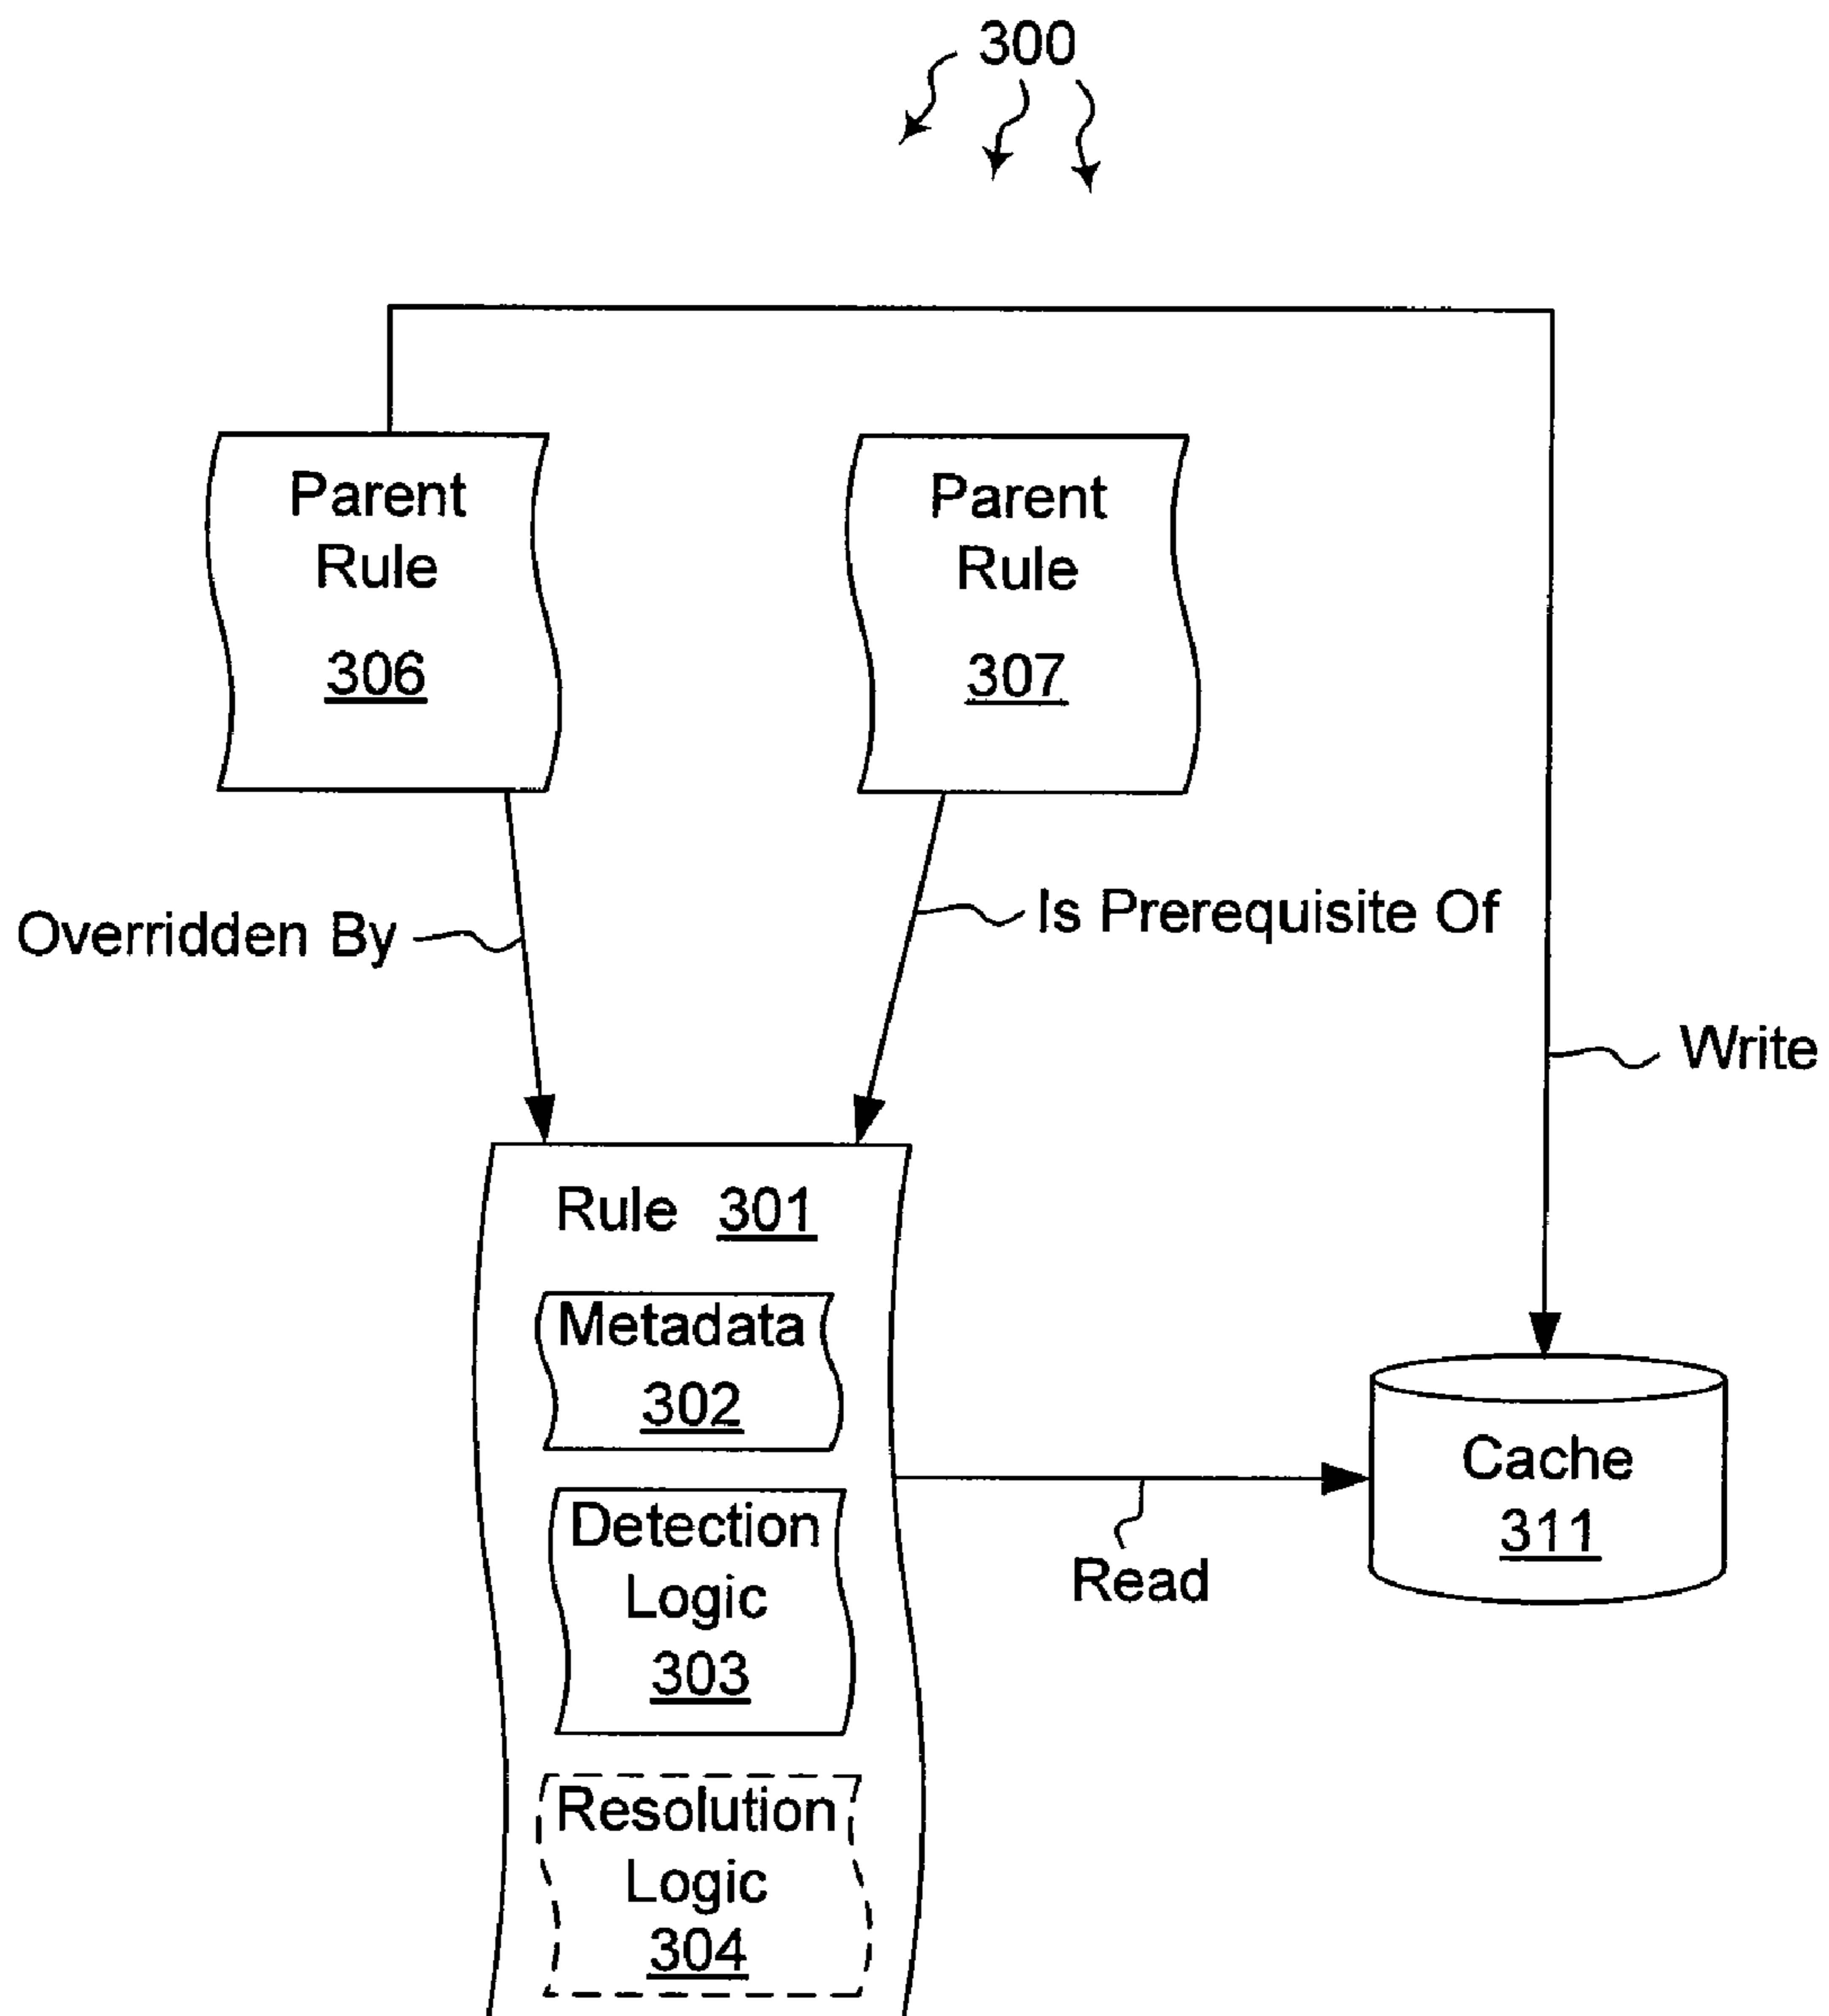 300
Parent
Rule
306
Parent
Rule
307
Overridden By
Is Prerequisite Of
Write
Rule 301
Metadata
302
Detection
Logic
303
Resolution
Logic
304
Read
Cache
311